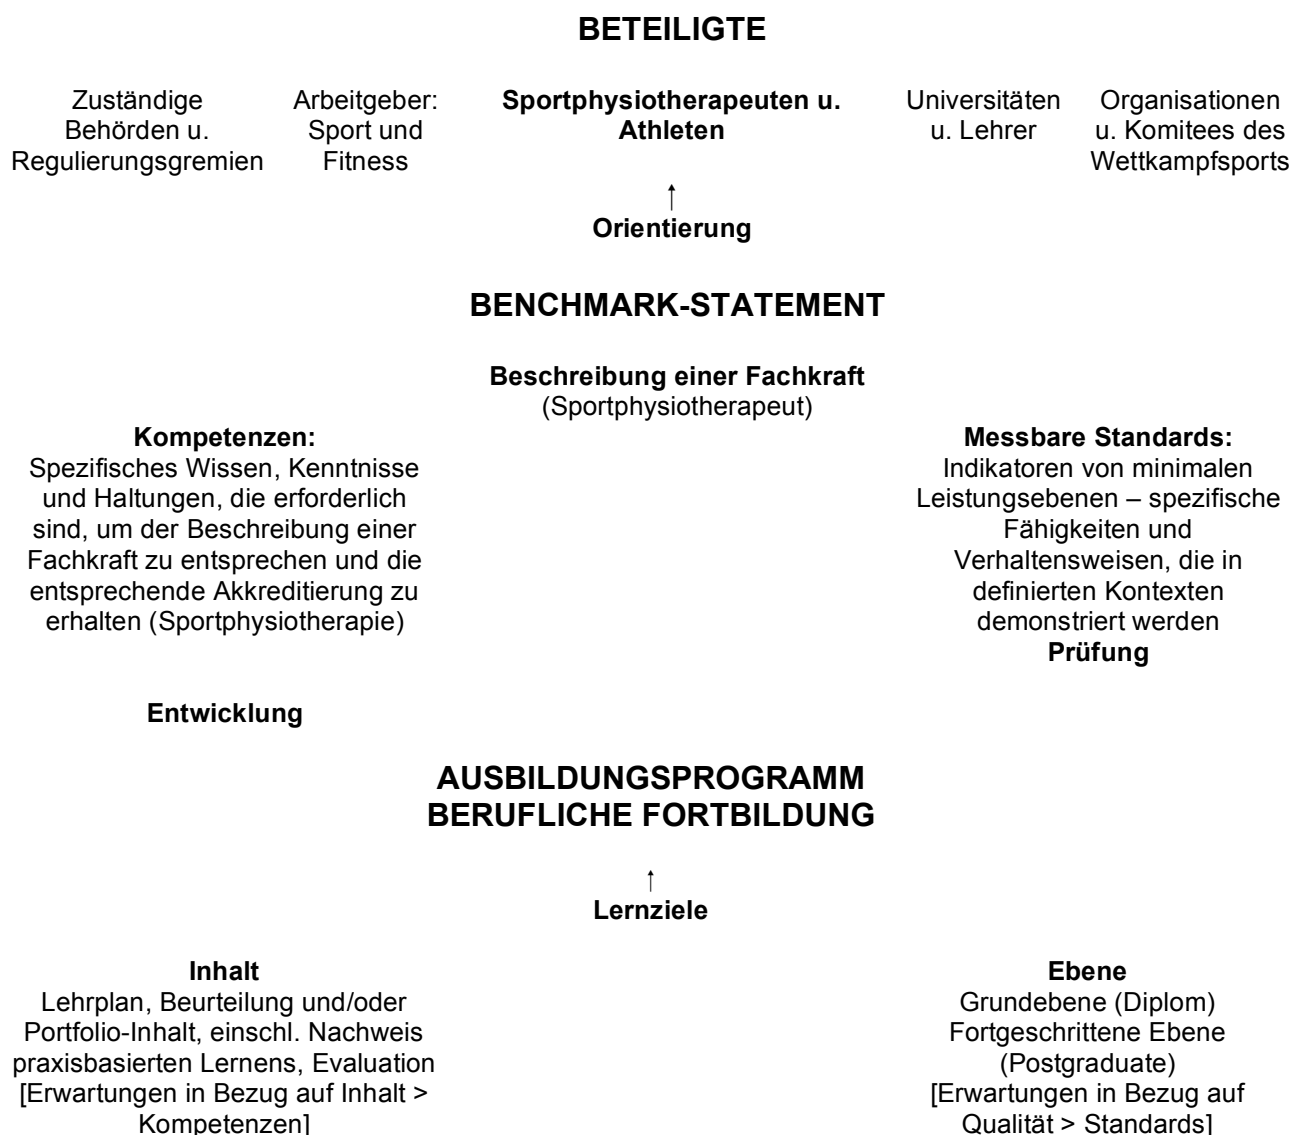 BETEILIGTE
Zuständige
Behörden u.
Regulierungsgremien
Arbeitgeber:
Sport und
Fitness
Sportphysiotherapeuten u.
Athleten
Universitäten
u. Lehrer
Organisationen
u. Komitees des
Wettkampfsports
↑
Orientierung
BENCHMARK-STATEMENT
Beschreibung einer Fachkraft
(Sportphysiotherapeut)
Kompetenzen:
Spezifisches Wissen, Kenntnisse
und Haltungen, die erforderlich
sind, um der Beschreibung einer
Fachkraft zu entsprechen und die
entsprechende Akkreditierung zu
erhalten (Sportphysiotherapie)
Messbare Standards:
Indikatoren von minimalen
Leistungsebenen – spezifische
Fähigkeiten und
Verhaltensweisen, die in
definierten Kontexten
demonstriert werden
Prüfung
Entwicklung
AUSBILDUNGSPROGRAMM
BERUFLICHE FORTBILDUNG
↑
Lernziele
Inhalt
Lehrplan, Beurteilung und/oder
Portfolio-Inhalt, einschl. Nachweis
praxisbasierten Lernens, Evaluation
[Erwartungen in Bezug auf Inhalt >
Kompetenzen]
Ebene
Grundebene (Diplom)
Fortgeschrittene Ebene
(Postgraduate)
[Erwartungen in Bezug auf
Qualität > Standards]